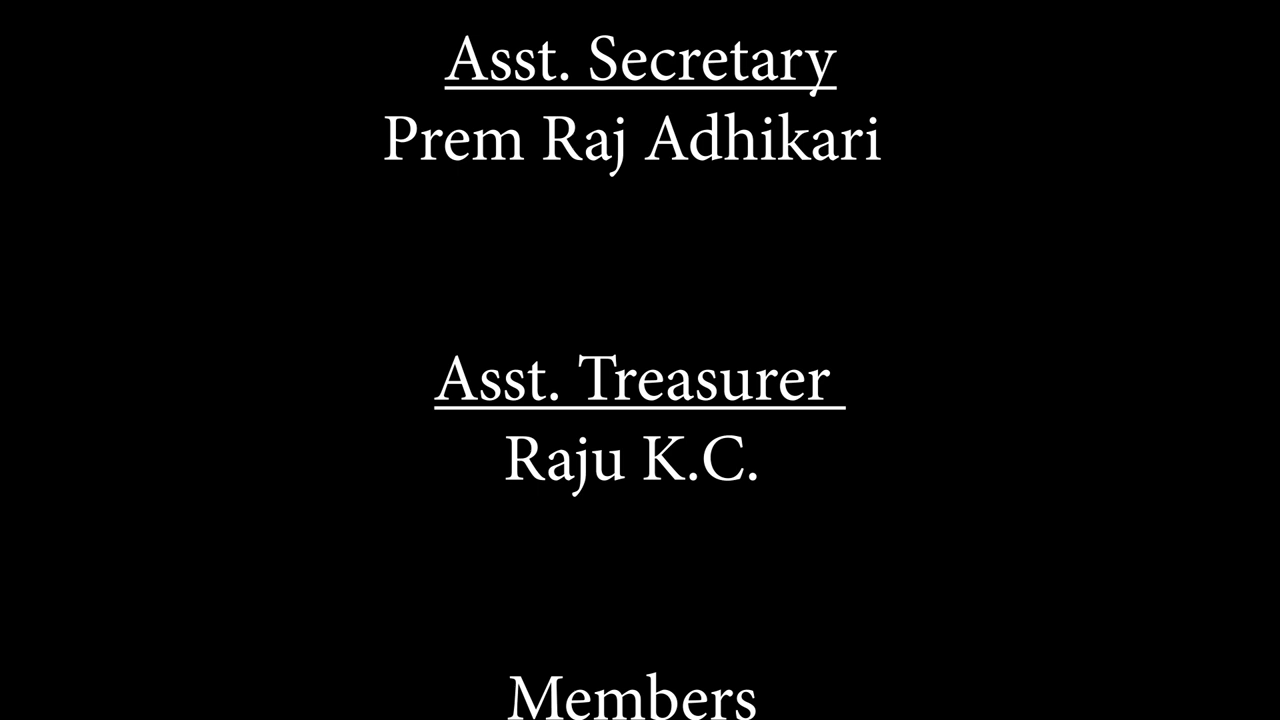 Asst. Secretary
Prem Raj Adhikari
Asst. Treasurer
Raju K.C.
Members